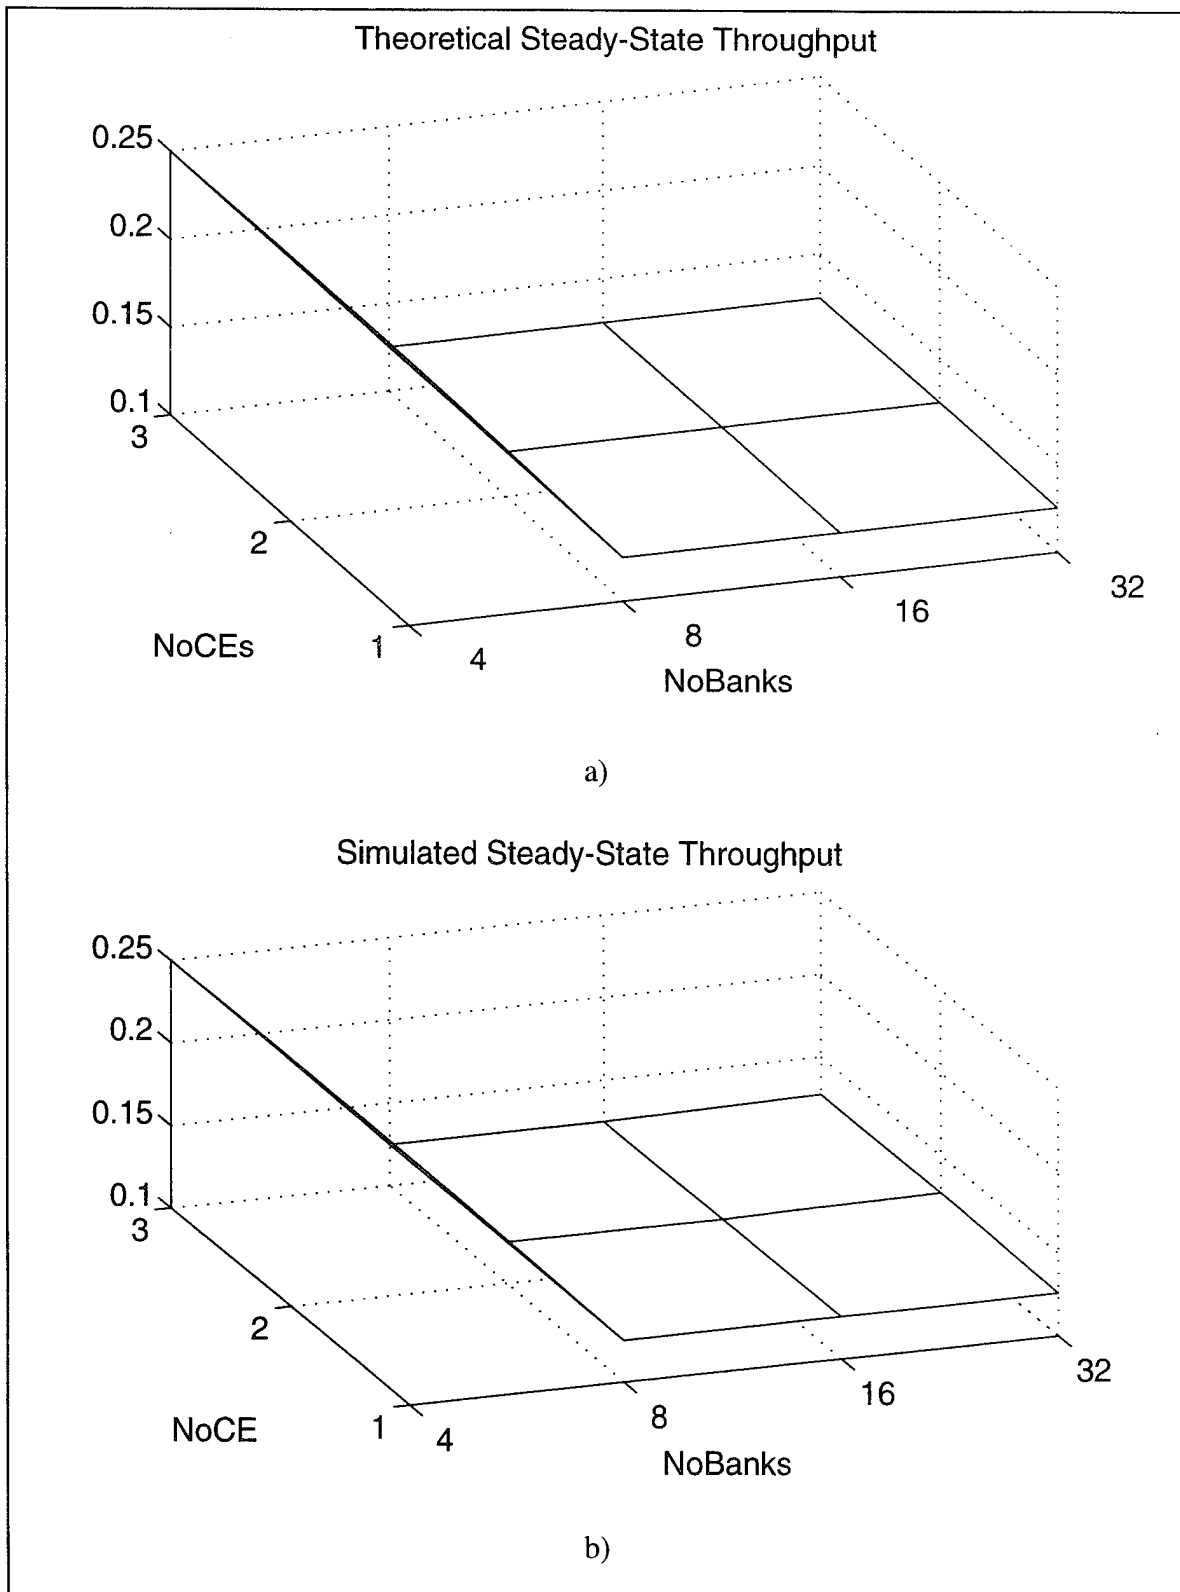 Theoretical Steady-State Throughput
0.25
0.2
0.15
0.1
3
2
1
4
8
16
32
NoCEs
NoBanks
a)
Simulated Steady-State Throughput
0.25
0.2
0.15
0.1
3
2
1
4
8
16
32
NoCE
NoBanks
b)